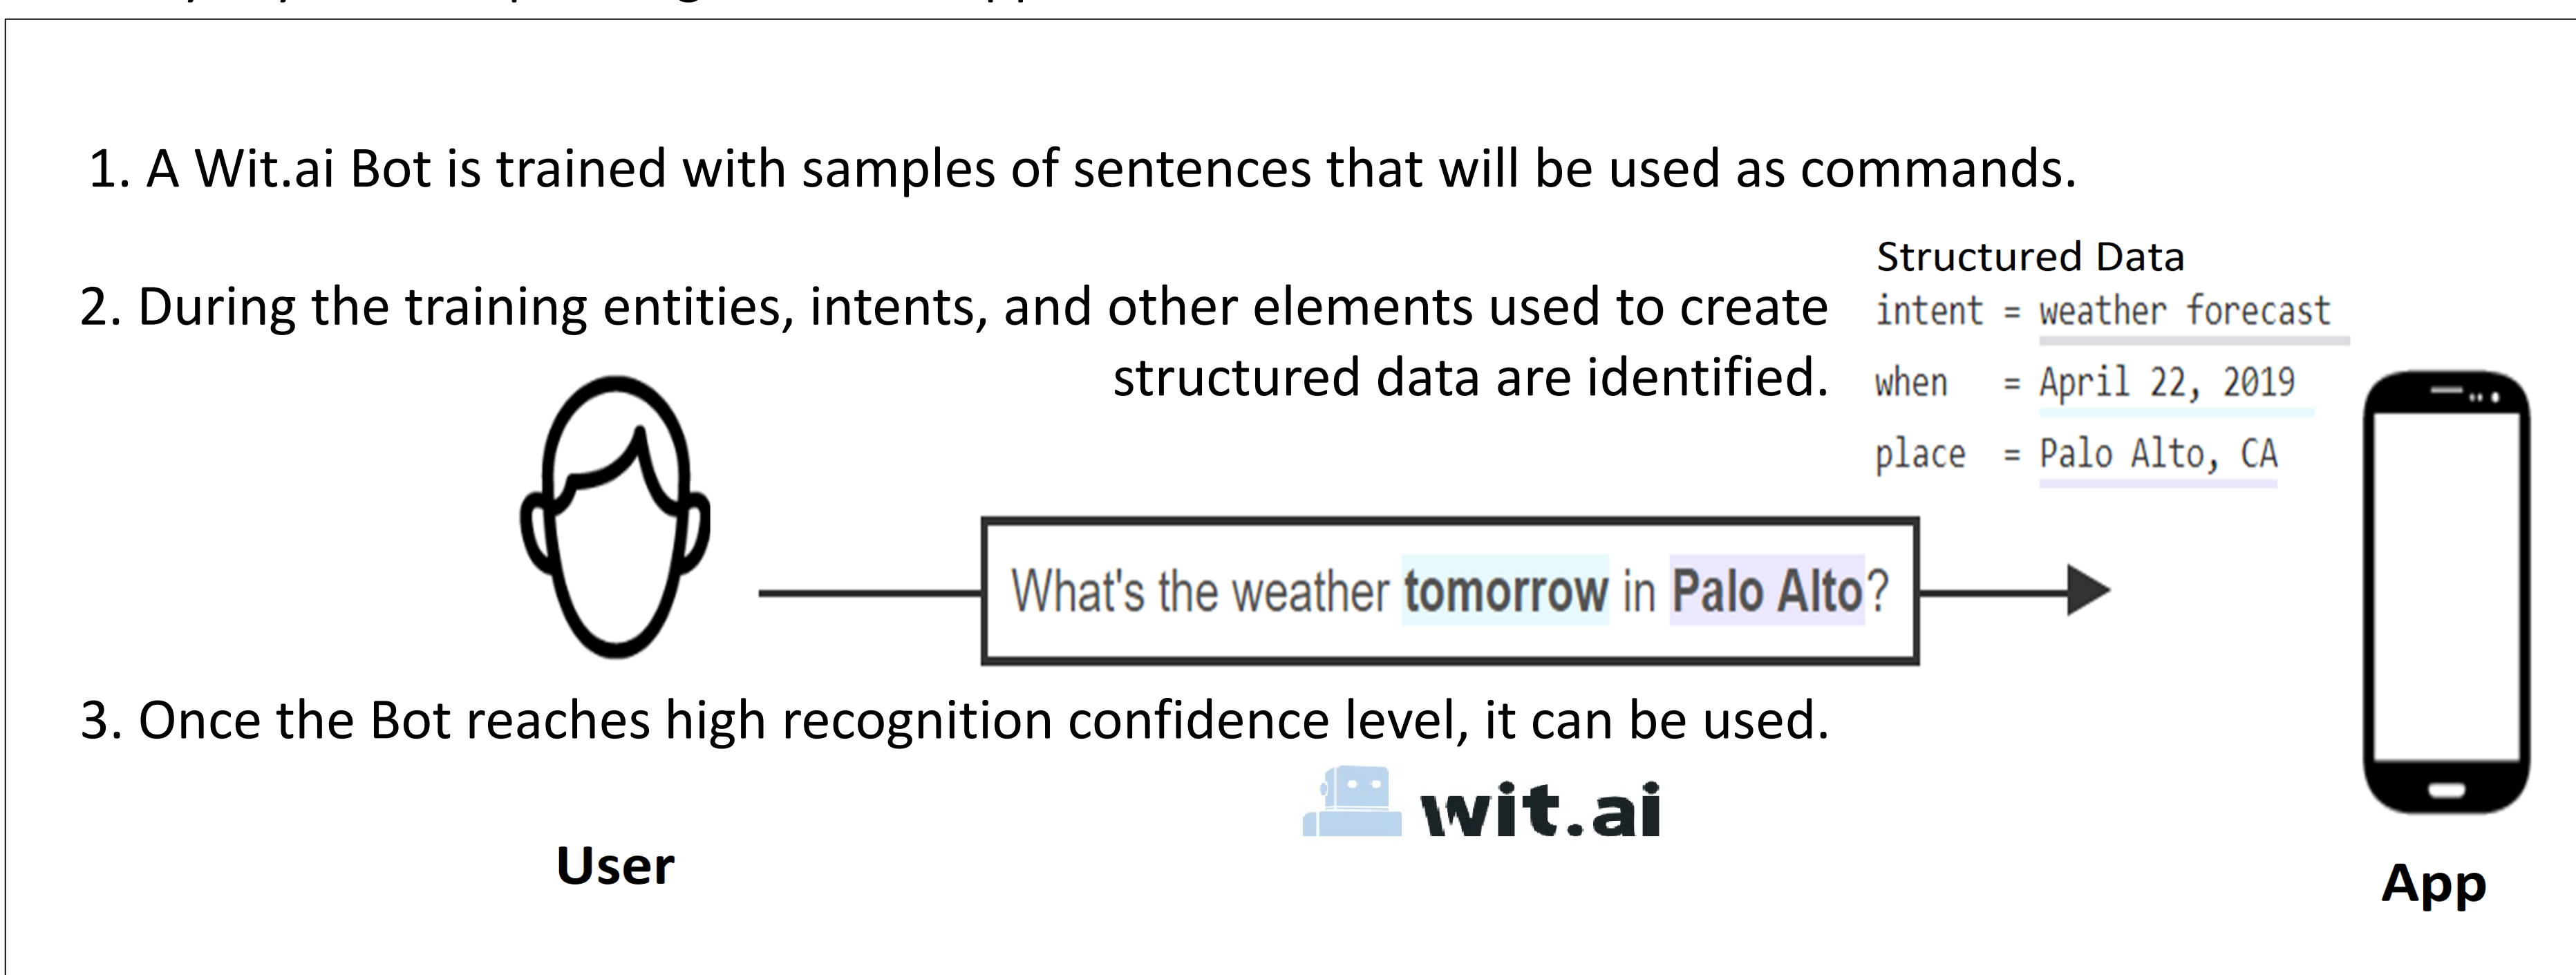 1. A Wit.ai Bot is trained with samples of sentences that will be used as commands.
Structured Data
2. During the training entities, intents, and other elements used to create
structured data are identified.
intent = weather forecast
when = April 22, 2019
place = Palo Alto, CA
What's the weather tomorrow in Palo Alto?
3. Once the Bot reaches high recognition confidence level, it can be used.
wit.ai
User
App